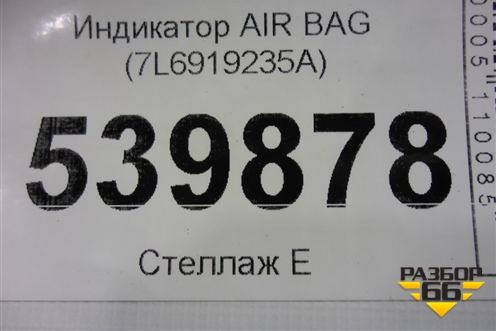 Индикатор AIR BAG
(7L6919235A)
539878
Стеллаж Е
РАЗБОР
66